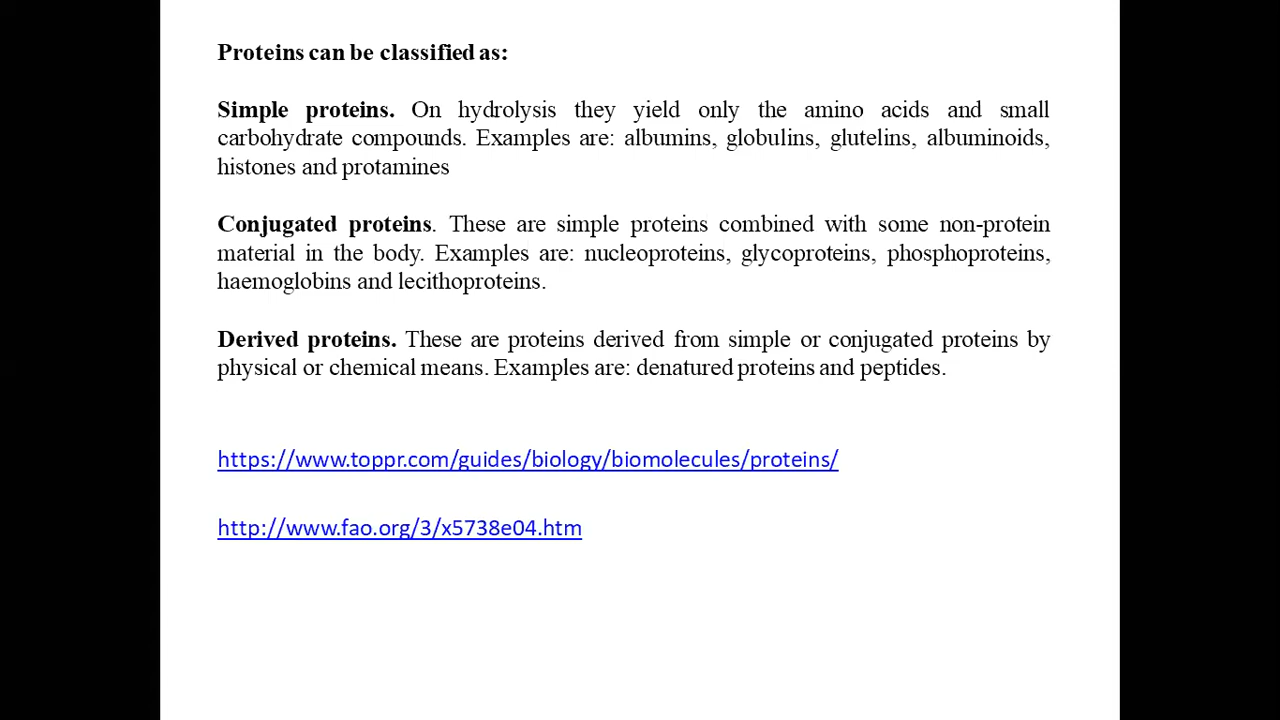 Proteins can be classified as:
Simple proteins. On hydrolysis they yield only the amino acids and small
carbohydrate compounds. Examples are: albumins, globulins, glutelins, albuminoids,
histones and protamines
Conjugated proteins. These are simple proteins combined with some non-protein
material in the body. Examples are: nucleoproteins, glycoproteins, phosphoproteins,
haemoglobins and lecithoproteins.
Derived proteins. These are proteins derived from simple or conjugated proteins by
physical or chemical means. Examples are: denatured proteins and peptides.
https://www.toppr.com/guides/biology/biomolecules/proteins/
http://www.fao.org/3/x5738e04.htm